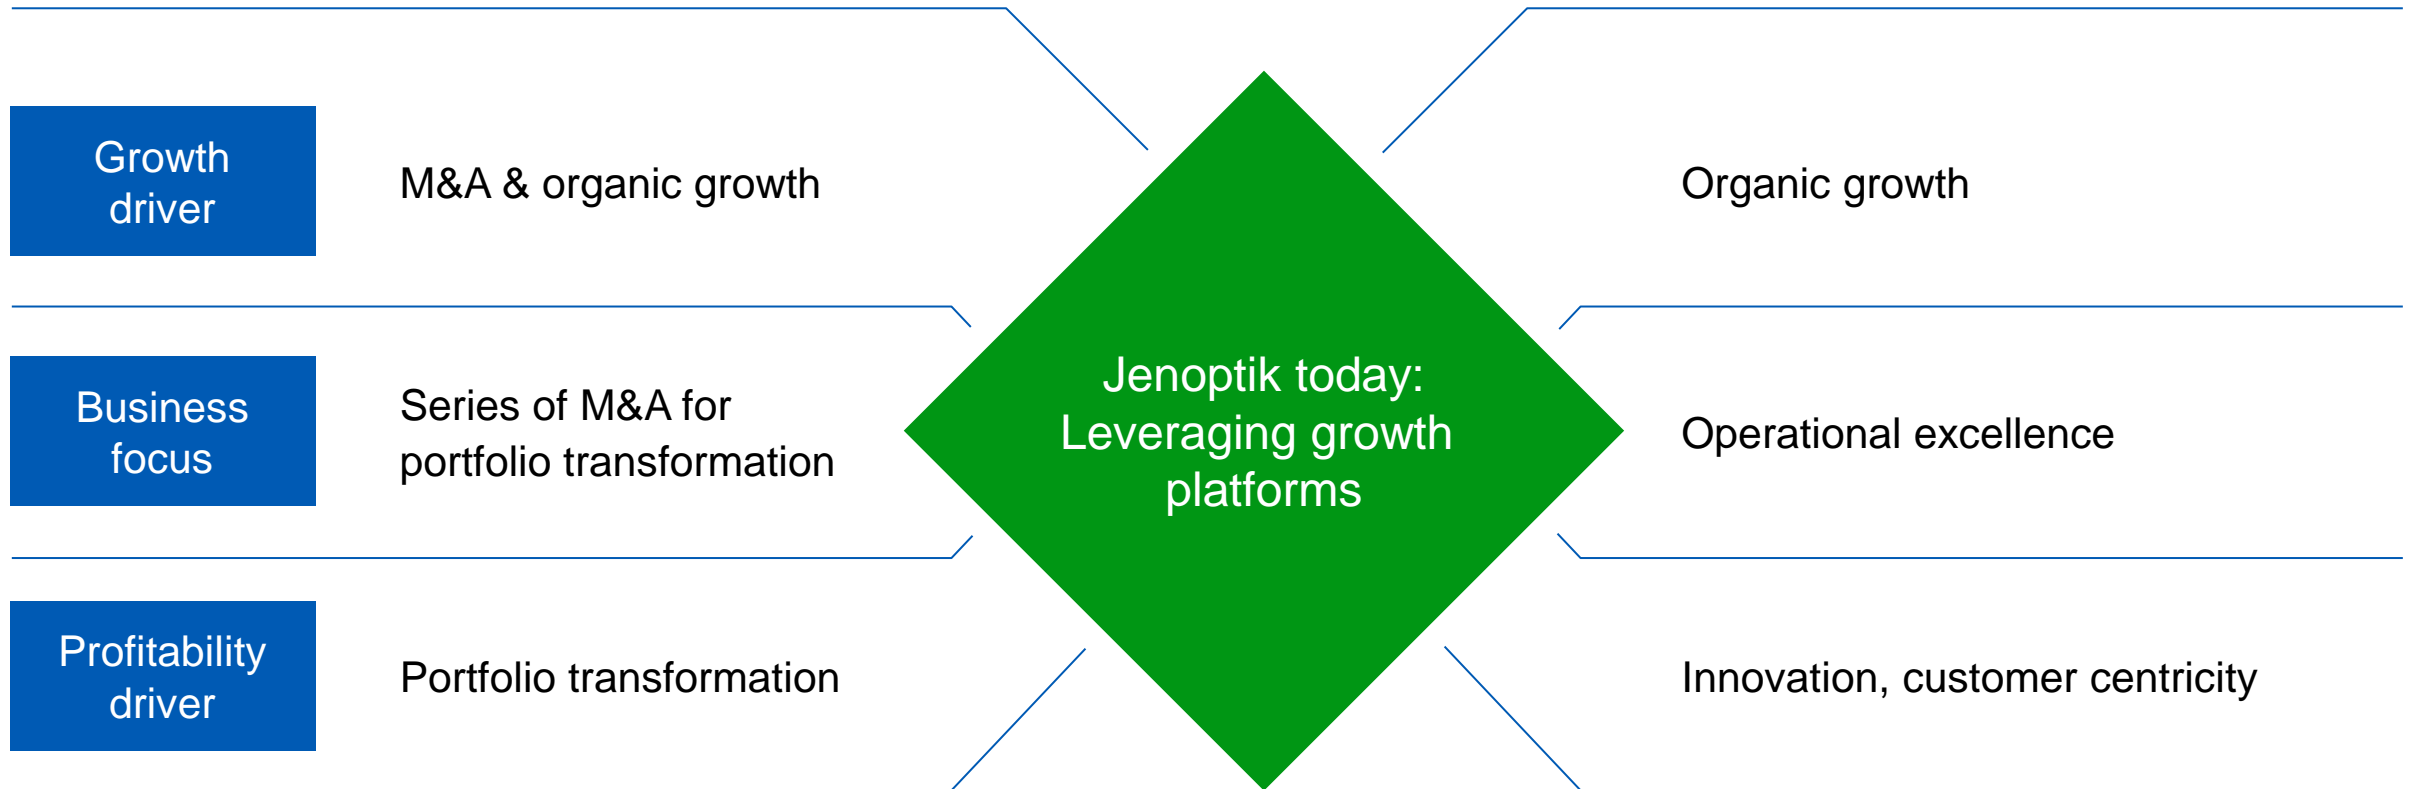 Growth
driver
M&A & organic growth
Organic growth
Business
focus
Series of M&A for
portfolio transformation
Jenoptik today:
Leveraging growth
platforms
Operational excellence
Profitability
driver
Portfolio transformation
Innovation, customer centricity